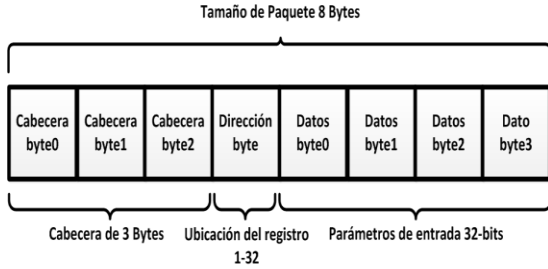 Tamaño de Paquete 8 Bytes
Cabecera Cabecera Cabecera Dirección Datos Datos Datos Dato
byte0 byte1 byte2 byte byte0 byte1 byte2 byte3
Cabecera de 3 Bytes Ubicación del registro Parámetros de entrada 32-bits
1-32